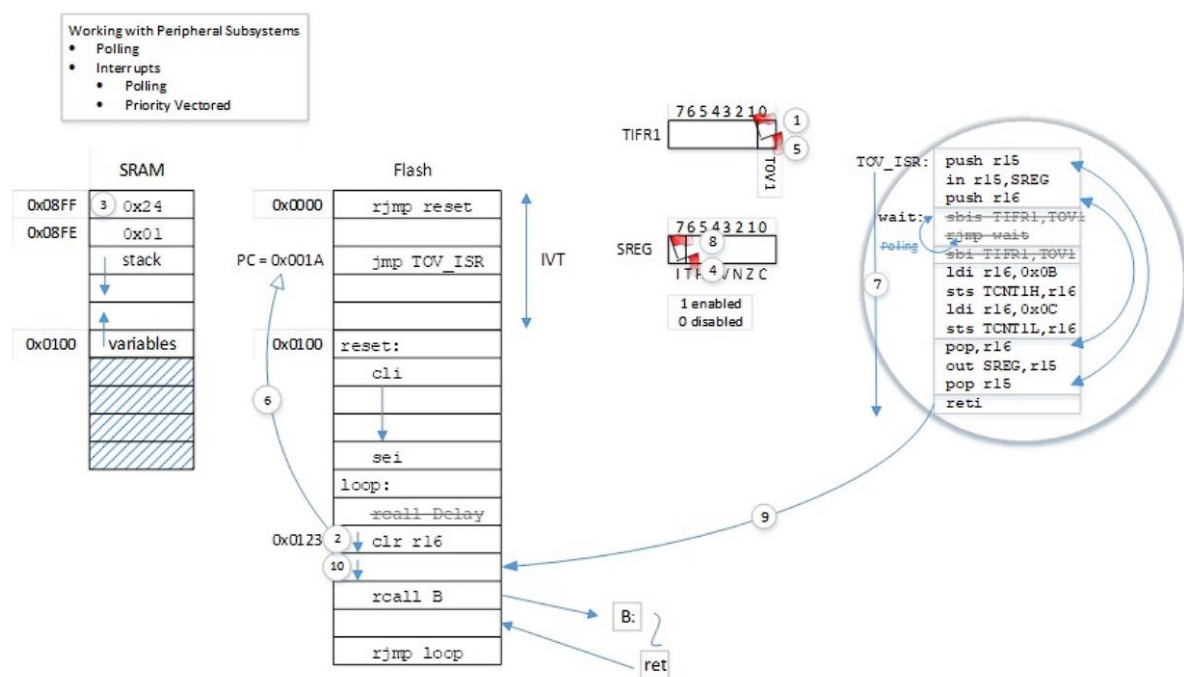 Working with Peripheral Subsystems
• Polling
• Interrupts
• Polling
• Priority Vectored
SRAM
0x08FF
3
0x24
0x08FE
0x01
stack
0x0100
variables
Flash
0x0000
rjmp reset
PC = 0x001A
jmp TOV_ISR
IVT
0x0100
reset:
cli
sei
loop:
rcall Delay
0x0123
2
clr r16
10
rcall B
rjmp loop
6
B:
ret
9
7 6 5 4 3 2 1 0
TIFR1
1
5
TOV1
7 6 5 4 3 2 1 0
SREG
8
4
I T H V N Z C
1 enabled
0 disabled
TOV_ISR:
push r15
in r15,SREG
push r16
wait:
sbis TIFR1,TOV1
Polling
rjmp wait
sbi TIFR1,TOV1
7
ldi r16,0x0B
sts TCNT1H,r16
ldi r16,0x0C
sts TCNT1L,r16
pop,r16
out SREG,r15
pop r15
reti